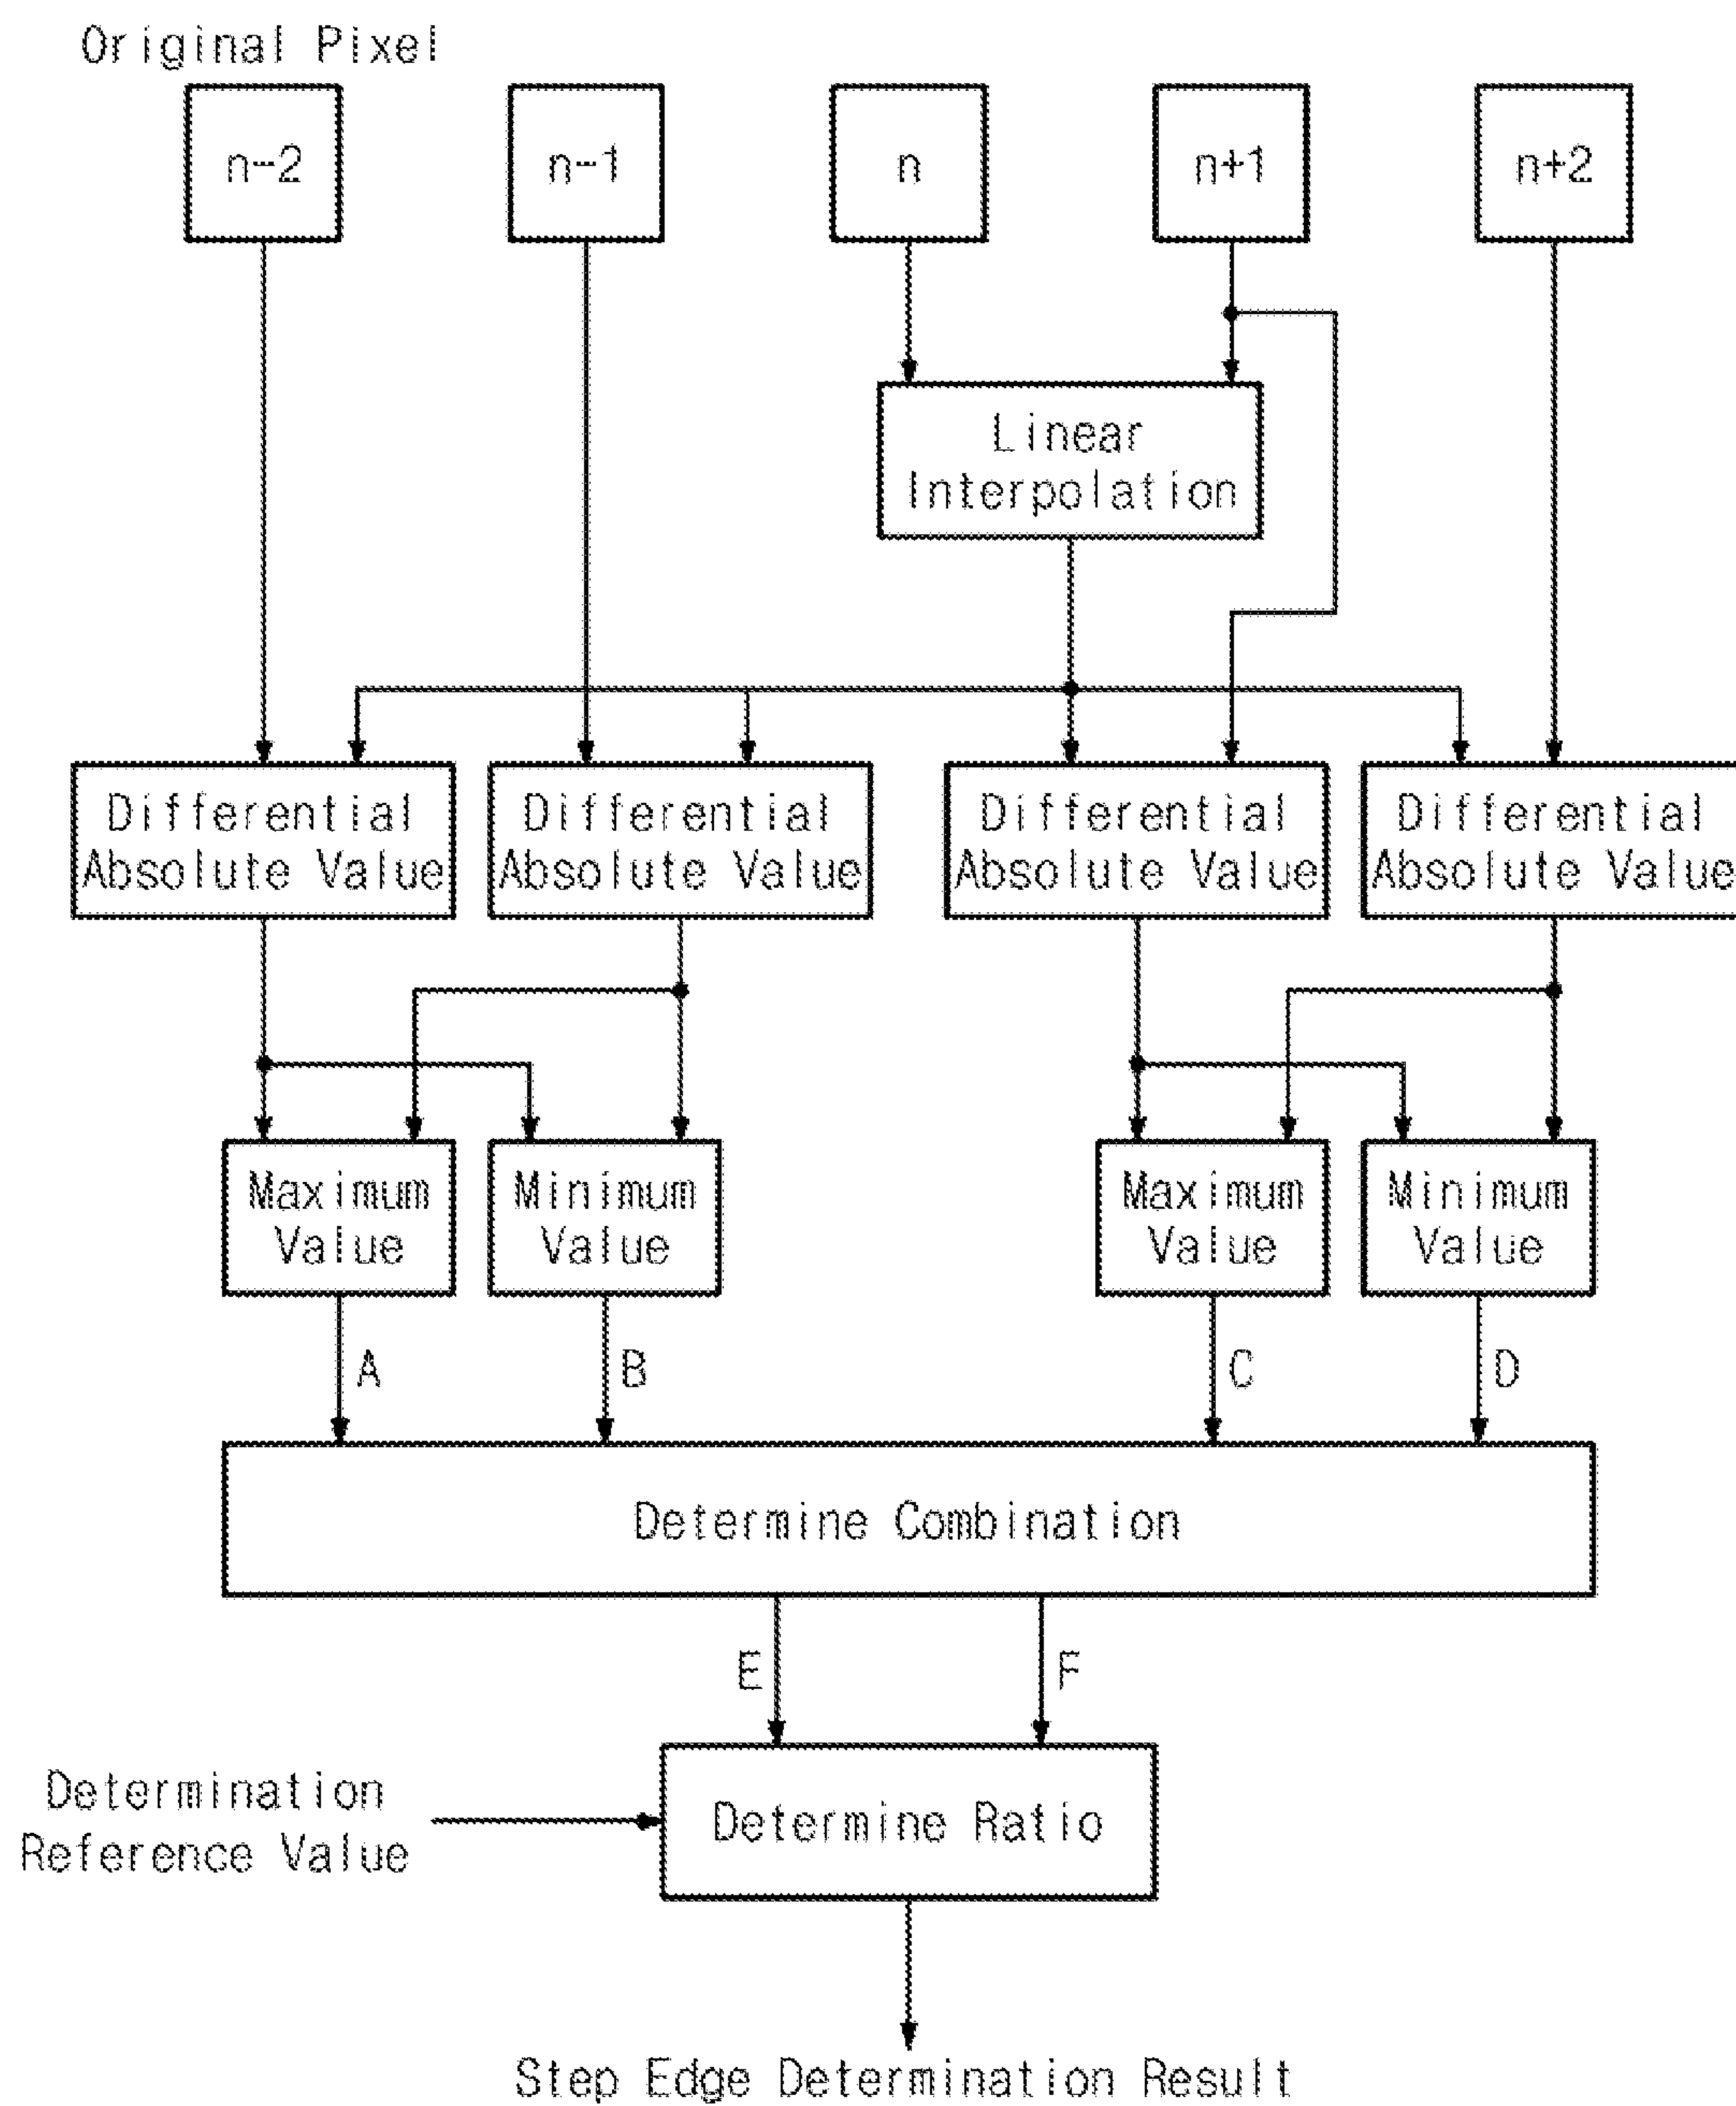 Original Pixel
n-2
n-1
n
n+1
n+2
Linear
Interpolation
Differential
Absolute Value
Differential
Absolute Value
Differential
Absolute Value
Differential
Absolute Value
Maximum
Value
Minimum
Value
Maximum
Value
Minimum
Value
A
B
C
D
Determine Combination
E
F
Determination
Reference Value
Determine Ratio
Step Edge Determination Result